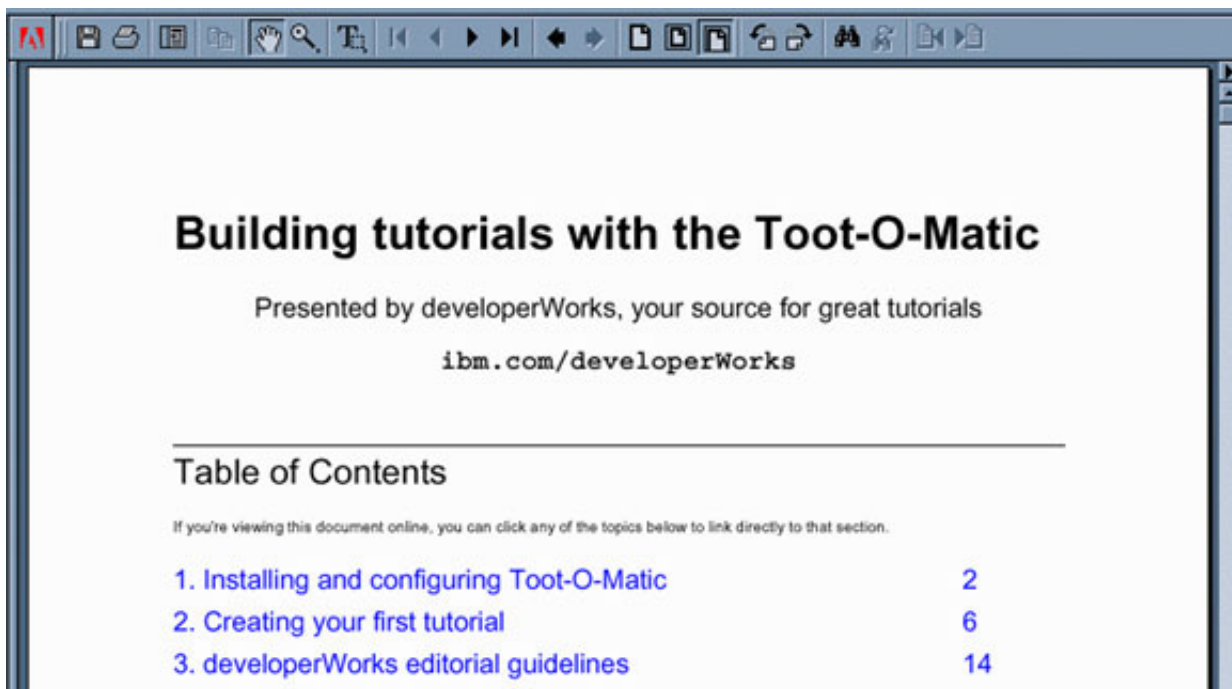 Building tutorials with the Toot-O-Matic
Presented by developerWorks, your source for great tutorials
ibm.com/developerWorks
Table of Contents
If you're viewing this document online, you can click any of the topics below to link directly to that section.
1. Installing and configuring Toot-O-Matic 2
2. Creating your first tutorial 6
3. developerWorks editorial guidelines 14